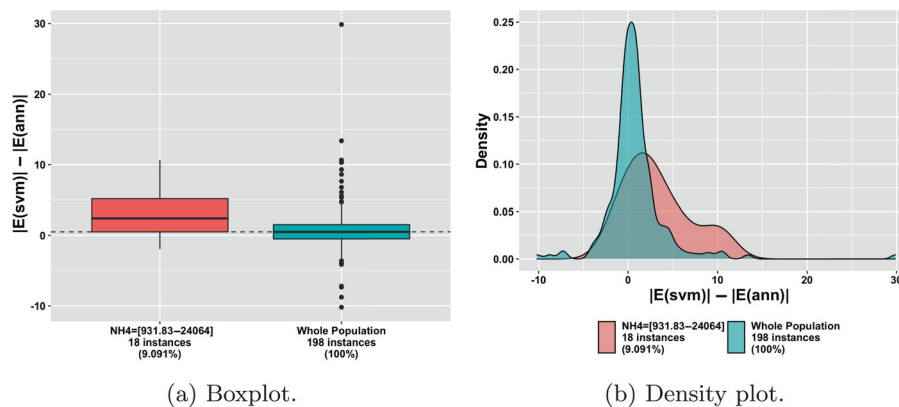 30
20
10
0
-10
|E(svm)| – |E(ann)|
NH4=[931.83–24064]
18 instances
(9.091%)
Whole Population
198 instances
(100%)
(a) Boxplot.
0.25
0.20
0.15
0.10
0.05
0.00
Density
-10
0
10
20
30
|E(svm)| – |E(ann)|
NH4=[931.83–24064]
18 instances
(9.091%)
Whole Population
198 instances
(100%)
(b) Density plot.